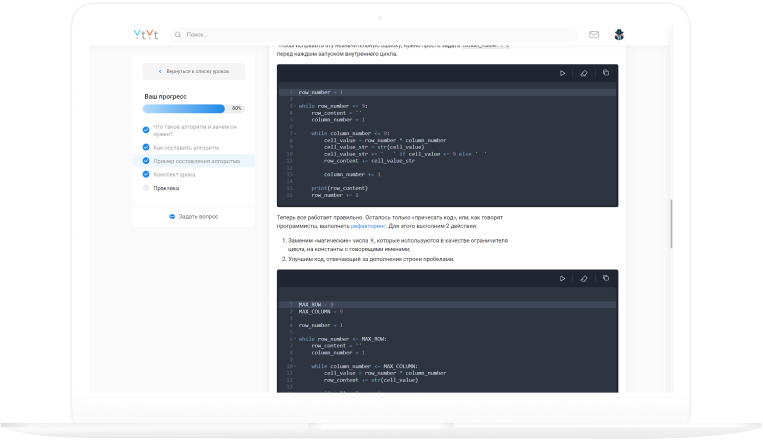 YtYt
Поиск...
Чтобы исправить эту незначительную ошибку, нужно просто задать column_number = 1
перед каждым запуском внутреннего цикла.
Вернуться к списку уроков
Ваш прогресс
80%
Что такое алгоритм и зачем он
нужен?
Как составить алгоритм
Пример составления алгоритма
Конспект урока
Практика
Задать вопрос
1 row_number = 1
2
3 while row_number <= 9:
4 row_content = ''
5 column_number = 1
6
7 while column_number <= 9:
8 cell_value = row_number * column_number
9 cell_value_str = str(cell_value)
10 cell_value_str += '  ' if cell_value <= 9 else ' '
11 row_content += cell_value_str
12
13 column_number += 1
14
15 print(row_content)
16 row_number += 1
Теперь все работает правильно. Осталось только «причесать код», или, как говорят
программисты, выполнить рефакторинг. Для этого выполним 2 действия:
1. Заменим «магические» числа 9, которые используются в качестве ограничителя
цикла, на константы с говорящими именами;
2. Улучшим код, отвечающий за дополнение строки пробелами.
1 MAX_ROW = 9
2 MAX_COLUMN = 9
3
4 row_number = 1
5
6 while row_number <= MAX_ROW:
7 row_content = ''
8 column_number = 1
9
10 while column_number <= MAX_COLUMN:
11 cell_value = row_number * column_number
12 row_content += str(cell_value)
13